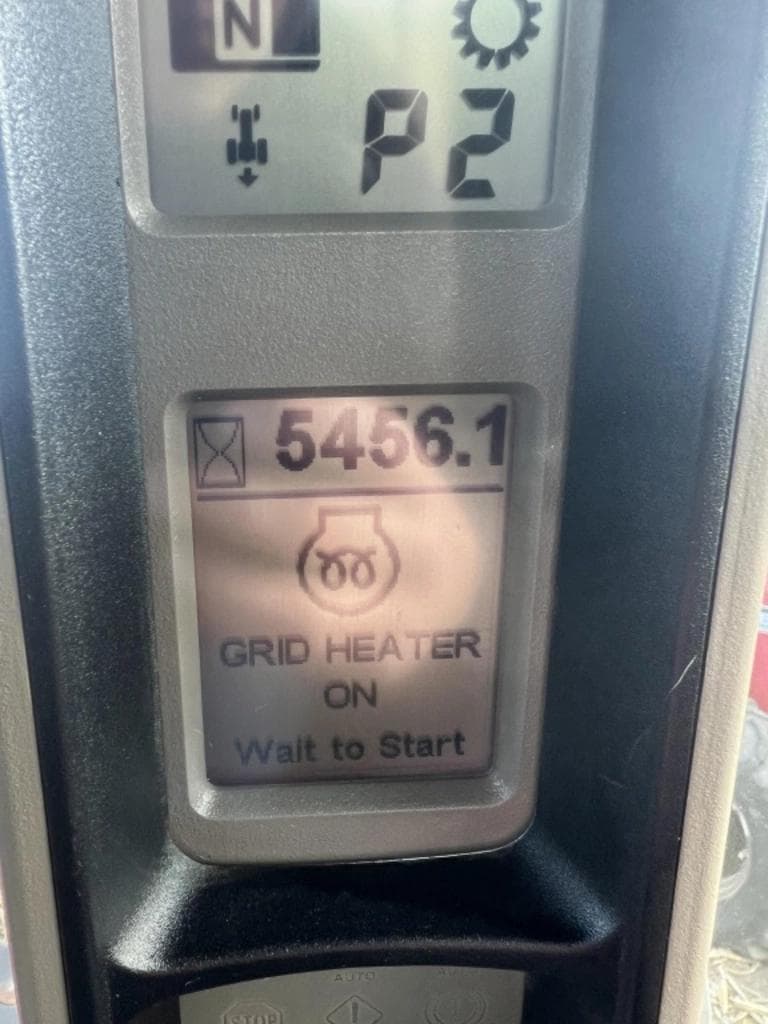 N
P2
5456.1
GRID HEATER
ON
Wait to Start
AUTO
STOP